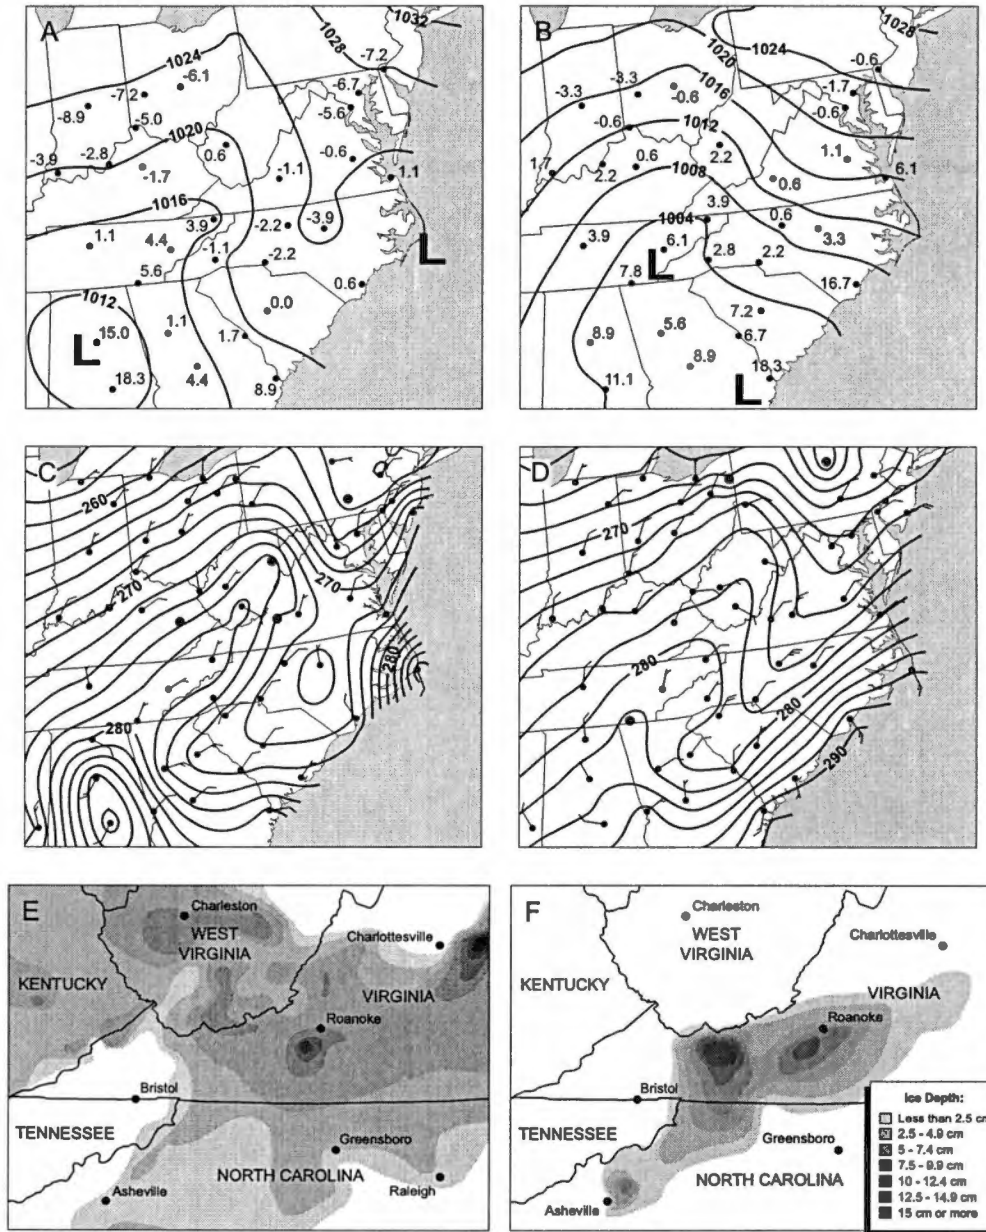 A
1032
1028
-7.2
1024
-6.1
-7.2
-6.7
-8.9
-5.6
-5.0
1020
0.6
-0.6
-3.9
-2.8
-1.7
-1.1
1.1
1016
3.9
-2.2
-3.9
1.1
4.4
-1.1
-2.2
L
5.6
0.6
1012
0.0
15.0
1.1
1.7
L
18.3
4.4
8.9
B
1028
1024
1020
-0.6
-3.3
-3.3
-0.6
1016
-1.7
-0.6
-0.6
1012
2.2
1.1
1.7
2.2
0.6
1008
0.6
6.1
3.9
1004
0.6
3.3
3.9
6.1
2.8
2.2
L
7.8
16.7
7.2
8.9
5.6
6.7
8.9
18.3
11.1
L
C
260
270
270
280
280
D
270
280
280
290
E
Charleston
WEST
VIRGINIA
Charlottesville
KENTUCKY
VIRGINIA
Roanoke
Bristol
TENNESSEE
Greensboro
NORTH CAROLINA
Raleigh
Asheville
F
Charleston
WEST
VIRGINIA
Charlottesville
KENTUCKY
VIRGINIA
Roanoke
Bristol
TENNESSEE
Greensboro
NORTH CAROLINA
Asheville
Ice Depth:
Less than 2.5 cm
2.5 - 4.9 cm
5 - 7.4 cm
7.5 - 9.9 cm
10 - 12.4 cm
12.5 - 14.9 cm
15 cm or more